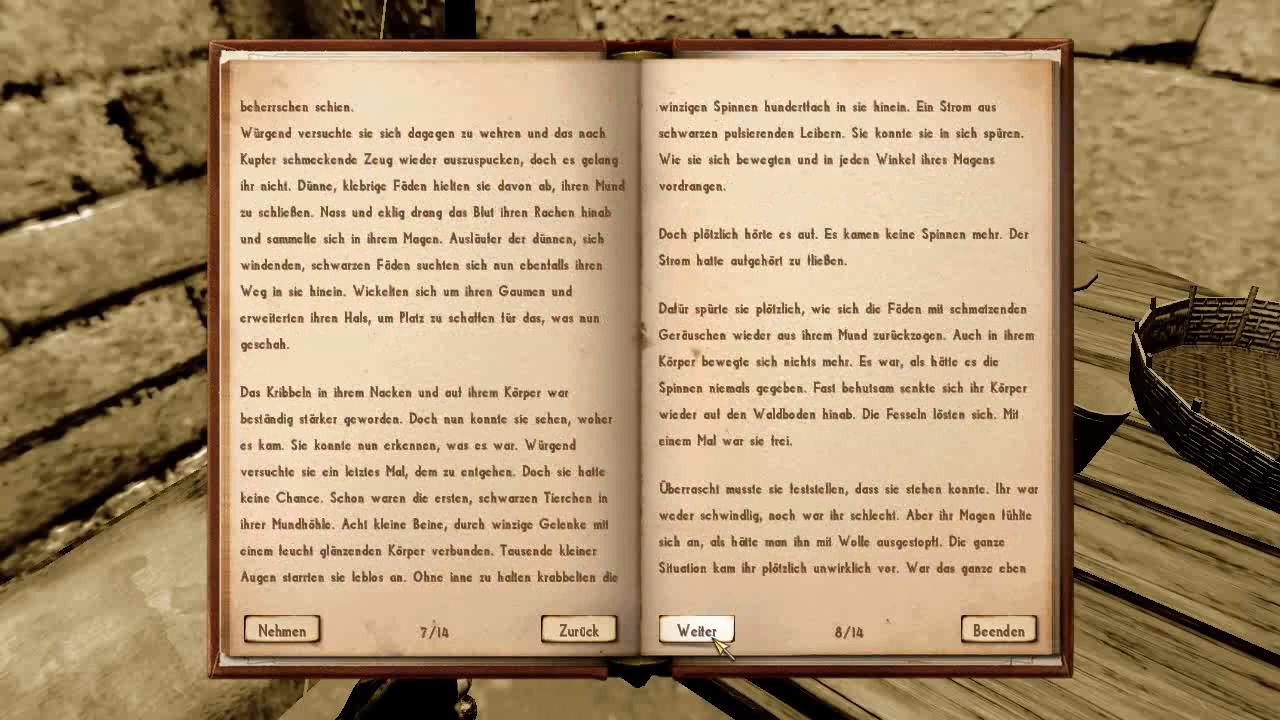 beherrschen schien.
Würgend versuchte sie sich dagegen zu wehren und das nach
Kupfer schmeckende Zeug wieder auszuspucken, doch es gelang
ihr nicht. Dünne, klebrige Fäden hielten sie davon ab, ihren Mund
zu schließen. Nass und eklig drang das Blut ihren Rachen hinab
und sammelte sich in ihrem Magen. Ausläufer der dünnen, sich
windenden, schwarzen Fäden suchten sich nun ebenfalls ihren
Weg in sie hinein. Wickelten sich um ihren Gaumen und
erweiterten ihren Hals, um Platz zu schaffen für das, was nun
geschah.
Das Kribbeln in ihrem Nacken und auf ihrem Körper war
beständig stärker geworden. Doch nun konnte sie sehen, woher
es kam. Sie konnte nun erkennen, was es war. Würgend
versuchte sie ein letztes Mal, dem zu entgehen. Doch sie hatte
keine Chance. Schon waren die ersten, schwarzen Tierchen in
ihrer Mundhöhle. Acht kleine Beine, durch winzige Gelenke mit
einem feucht glänzenden Körper verbunden. Tausende kleiner
Augen starrten sie leblos an. Ohne inne zu halten krabbelten die
Nehmen
7/14
Zurück
winzigen Spinnen hundertfach in sie hinein. Ein Strom aus
schwarzen pulsierenden Leibern. Sie konnte sie in sich spüren.
Wie sie sich bewegten und in jeden Winkel ihres Magens
vordrangen.
Doch plötzlich hörte es auf. Es kamen keine Spinnen mehr. Der
Strom hatte aufgehört zu fließen.
Dafür spürte sie plötzlich, wie sich die Fäden mit schmatzenden
Geräuschen wieder aus ihrem Mund zurückzogen. Auch in ihrem
Körper bewegte sich nichts mehr. Es war, als hätte es die
Spinnen niemals gegeben. Fast behutsam senkte sich ihr Körper
wieder auf den Waldboden hinab. Die Fesseln lösten sich. Mit
einem Mal war sie frei.
Überrascht musste sie feststellen, dass sie stehen konnte. Ihr war
weder schwindlig, noch war ihr schlecht. Aber ihr Magen fühlte
sich an, als hätte man ihn mit Wolle ausgestopft. Die ganze
Situation kam ihr plötzlich unwirklich vor. War das ganze eben
Weiter
8/14
Beenden